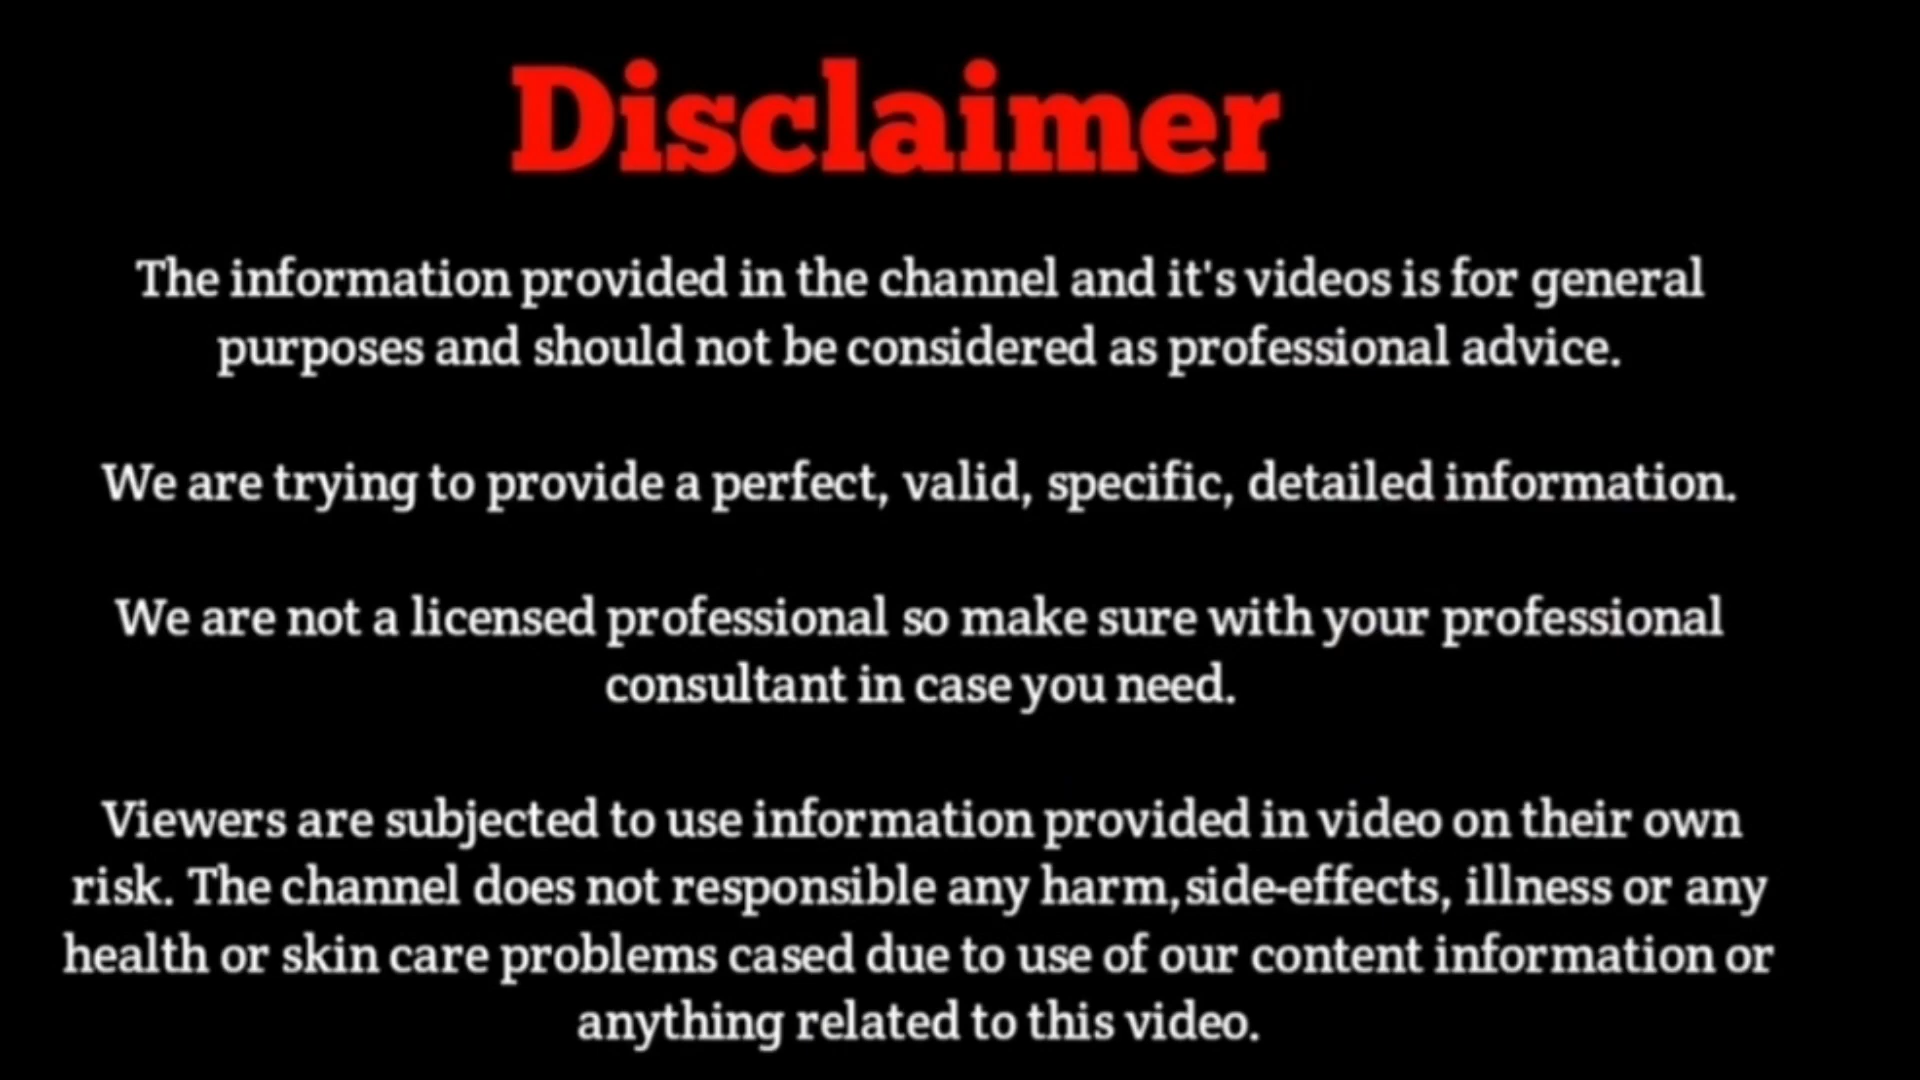 Disclaimer
The information provided in the channel and it's videos is for general
purposes and should not be considered as professional advice.
We are trying to provide a perfect, valid, specific, detailed information.
We are not a licensed professional so make sure with your professional
consultant in case you need.
Viewers are subjected to use information provided in video on their own
risk. The channel does not responsible any harm,side-effects, illness or any
health or skin care problems cased due to use of our content information or
anything related to this video.